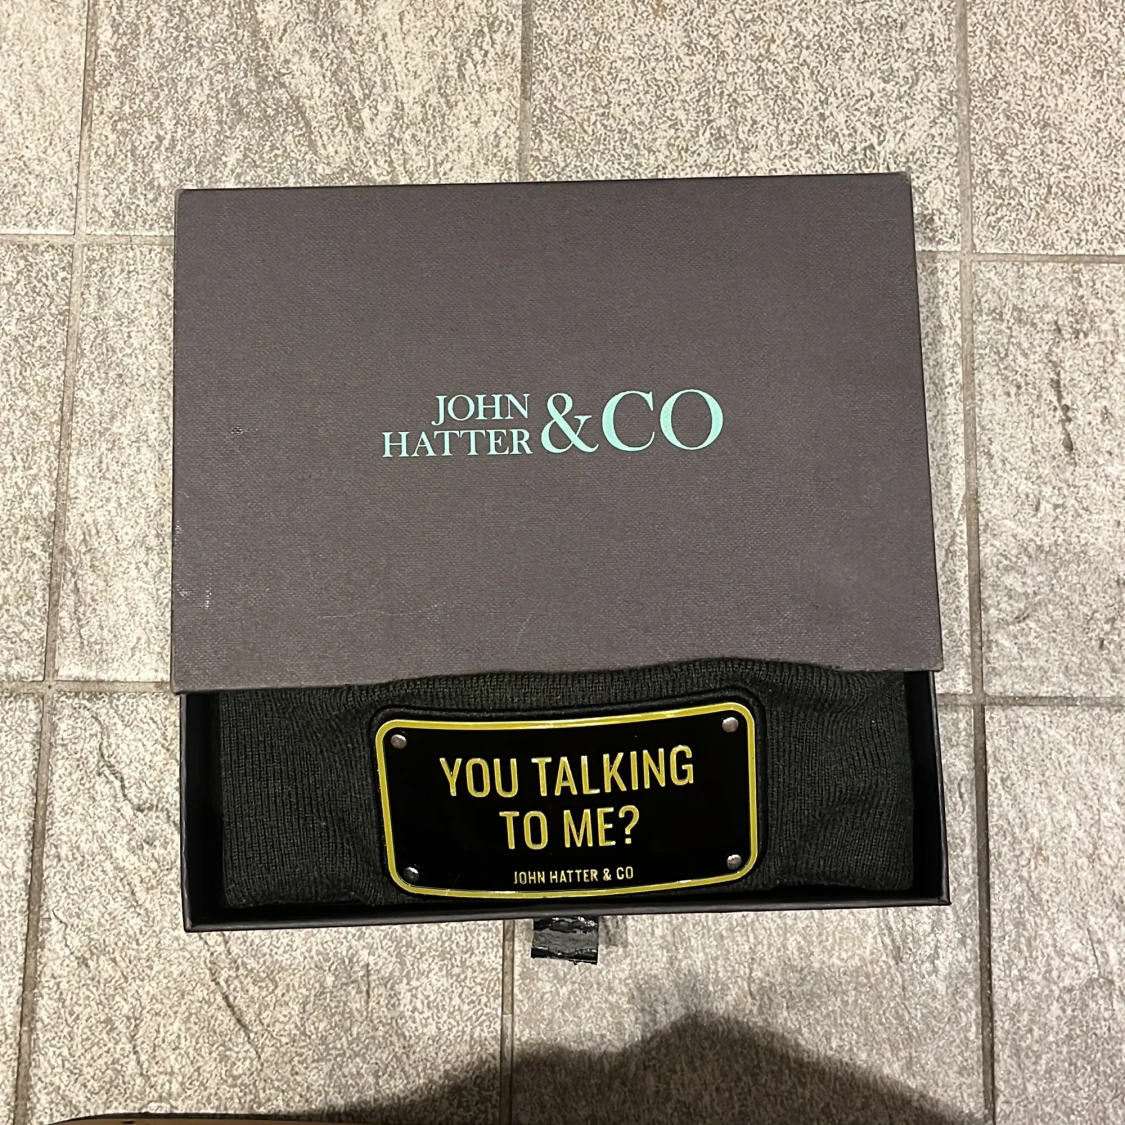 JOHN
HATTER &CO
YOU TALKING
TO ME?
JOHN HATTER & CO